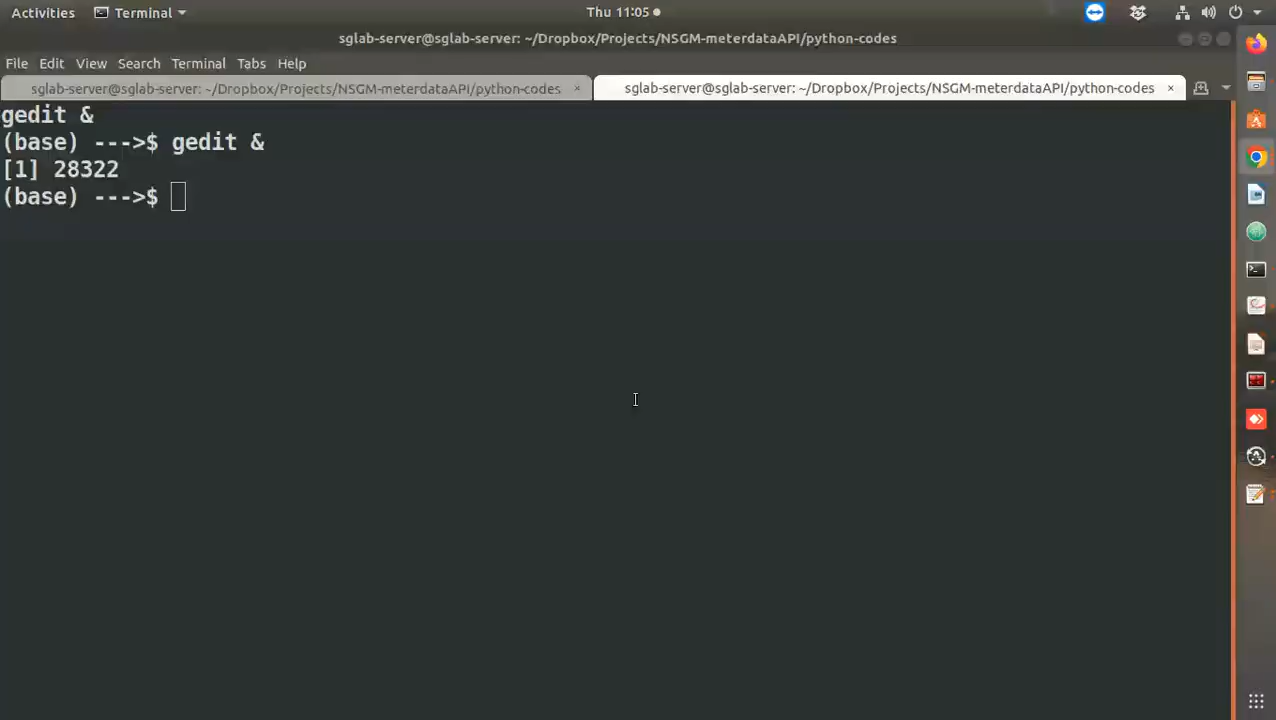 Activities Terminal Thu 11:05
sglab-server@sglab-server: ~/Dropbox/Projects/NSGM-meterdataAPI/python-codes
File Edit View Search Terminal Tabs Help
sglab-server@sglab-server: ~/Dropbox/Projects/NSGM-meterdataAPI/python-codes × sglab-server@sglab-server: ~/Dropbox/Projects/NSGM-meterdataAPI/python-codes ×
gedit &
(base) --->$ gedit &
[1] 28322
(base) --->$